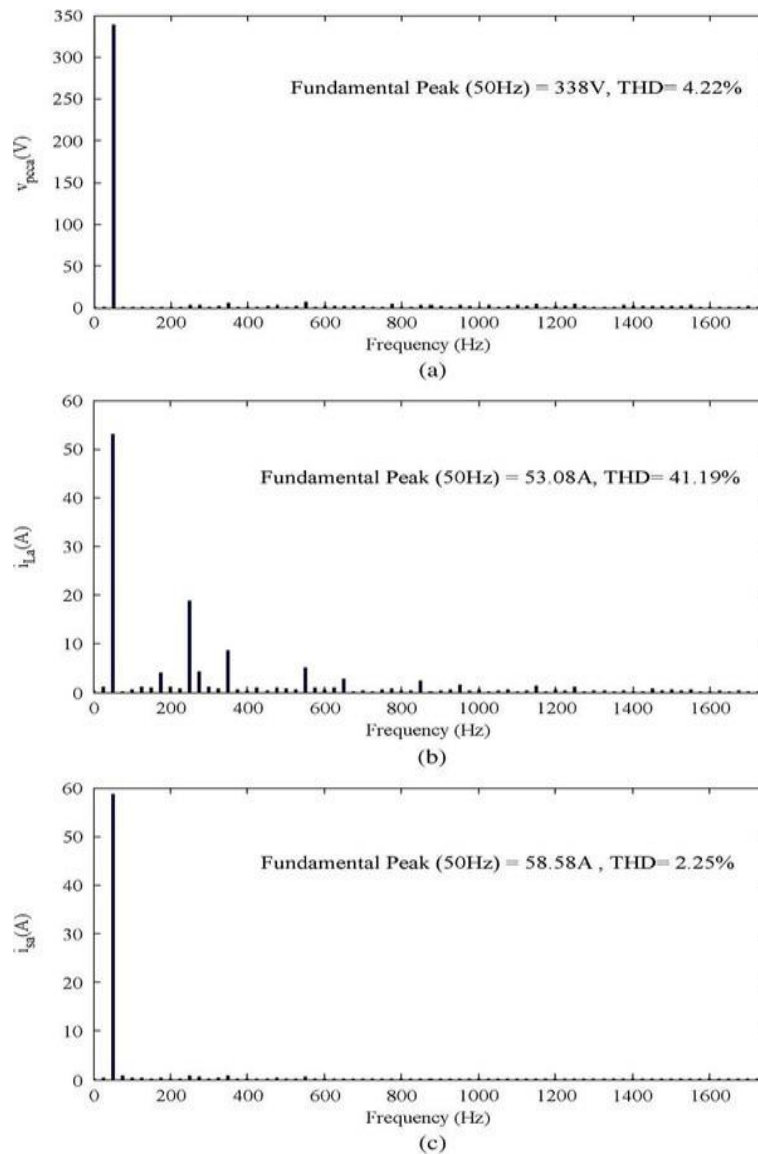 350
300
250
200
150
100
50
0
v_pcca(V)
Fundamental Peak (50Hz) = 338V, THD= 4.22%
0 200 400 600 800 1000 1200 1400 1600
Frequency (Hz)
(a)
60
50
40
30
20
10
0
i_La(A)
Fundamental Peak (50Hz) = 53.08A, THD= 41.19%
0 200 400 600 800 1000 1200 1400 1600
Frequency (Hz)
(b)
60
50
40
30
20
10
0
i_sa(A)
Fundamental Peak (50Hz) = 58.58A , THD= 2.25%
0 200 400 600 800 1000 1200 1400 1600
Frequency (Hz)
(c)